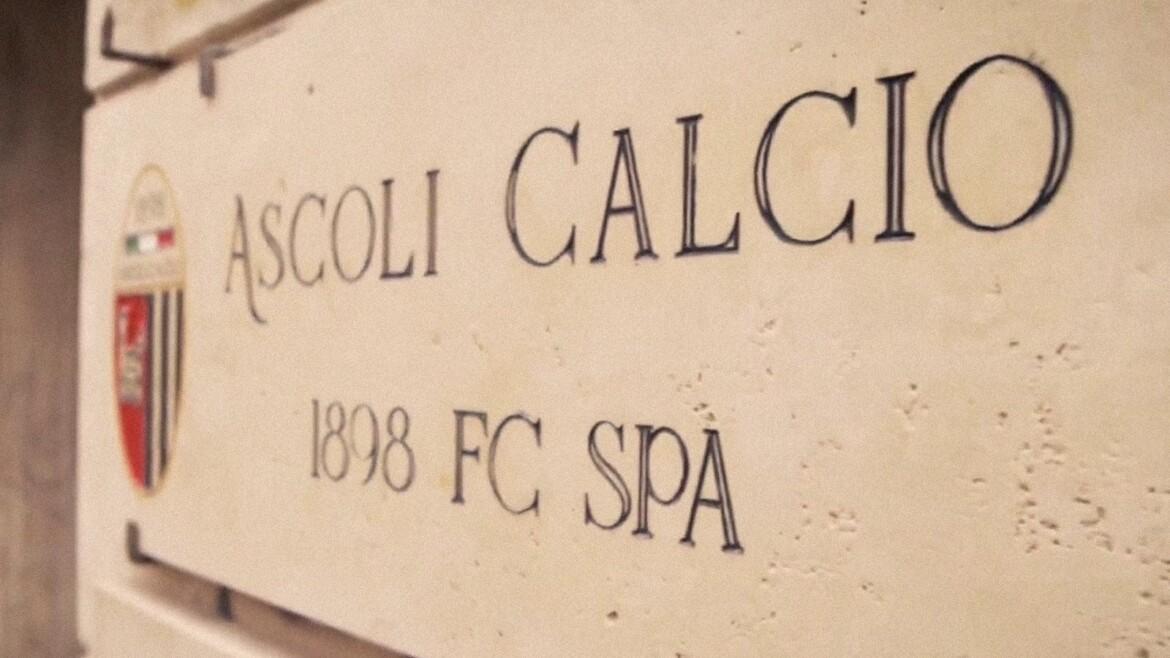 ASCOLI CALCIO
1898 FC SPA